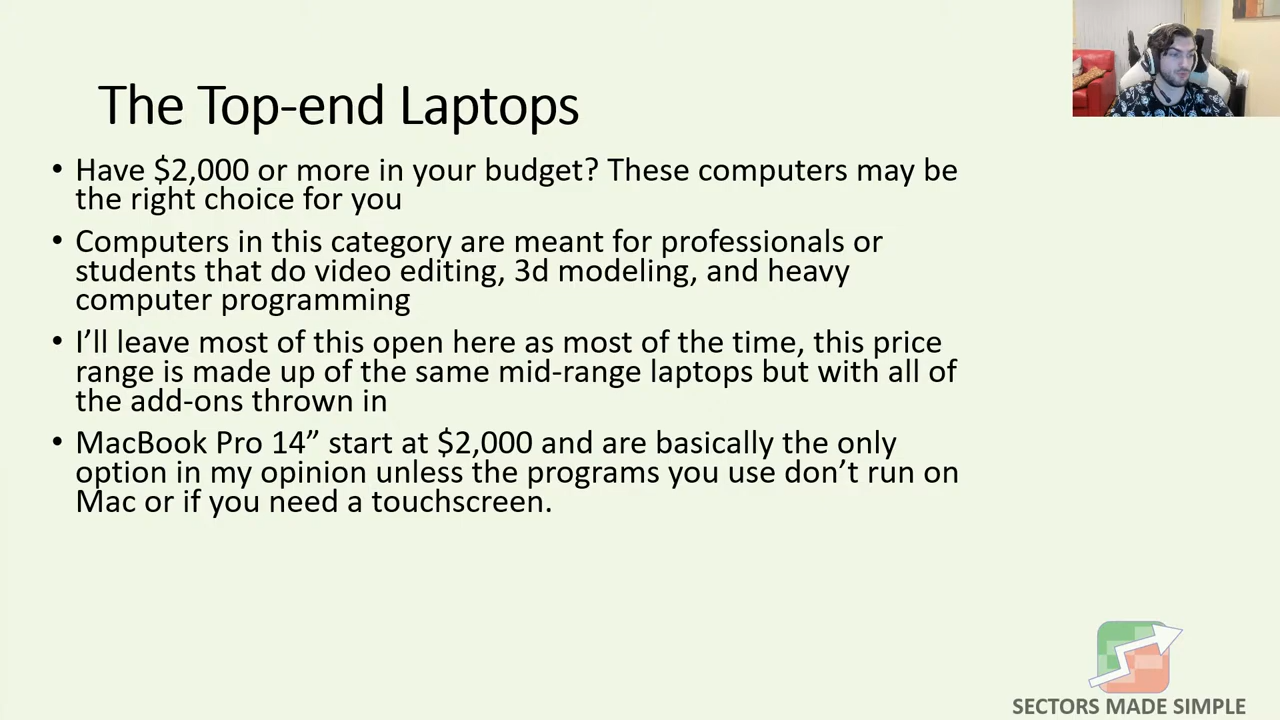 The Top-end Laptops
• Have $2,000 or more in your budget? These computers may be
the right choice for you
• Computers in this category are meant for professionals or
students that do video editing, 3d modeling, and heavy
computer programming
• I’ll leave most of this open here as most of the time, this price
range is made up of the same mid-range laptops but with all of
the add-ons thrown in
• MacBook Pro 14” start at $2,000 and are basically the only
option in my opinion unless the programs you use don’t run on
Mac or if you need a touchscreen.
SECTORS MADE SIMPLE